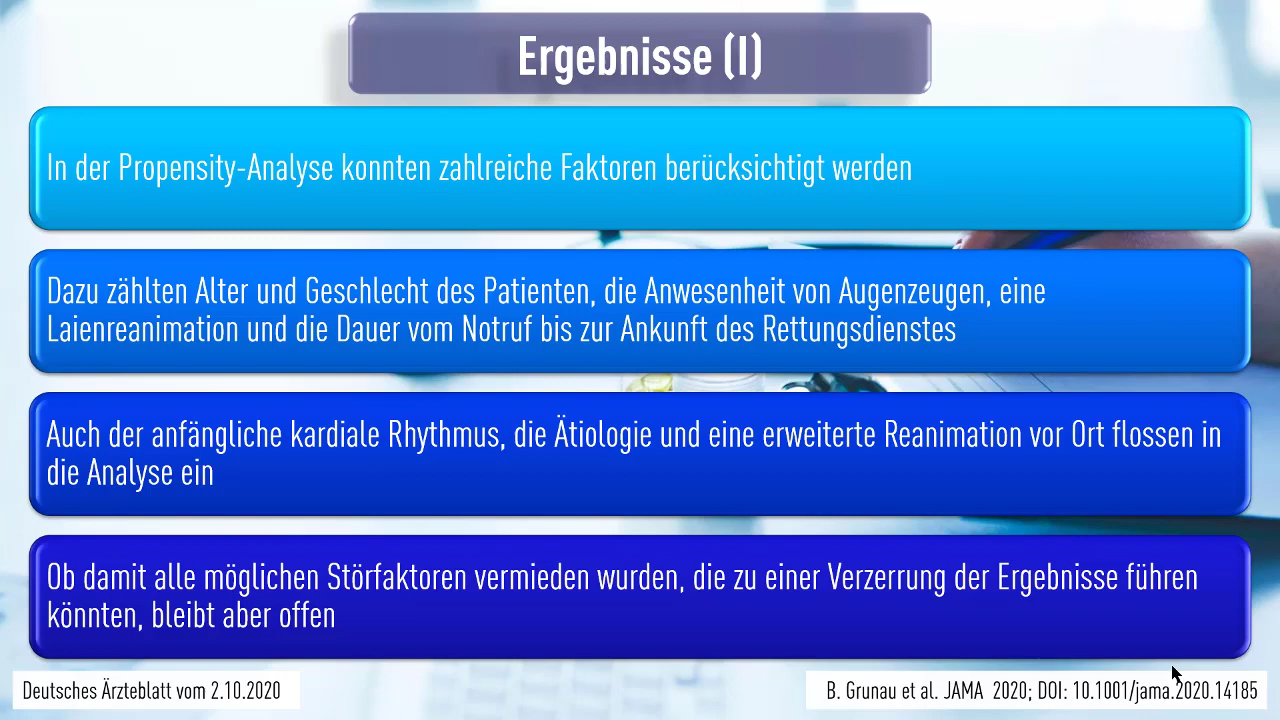 Ergebnisse (I)
In der Propensity-Analyse konnten zahlreiche Faktoren berücksichtigt werden
Dazu zählten Alter und Geschlecht des Patienten, die Anwesenheit von Augenzeugen, eine
Laienreanimation und die Dauer vom Notruf bis zur Ankunft des Rettungsdienstes
Auch der anfängliche kardiale Rhythmus, die Ätiologie und eine erweiterte Reanimation vor Ort flossen in
die Analyse ein
Ob damit alle möglichen Störfaktoren vermieden wurden, die zu einer Verzerrung der Ergebnisse führen
könnten, bleibt aber offen
Deutsches Ärzteblatt vom 2.10.2020
B. Grunau et al. JAMA 2020; DOI: 10.1001/jama.2020.14185